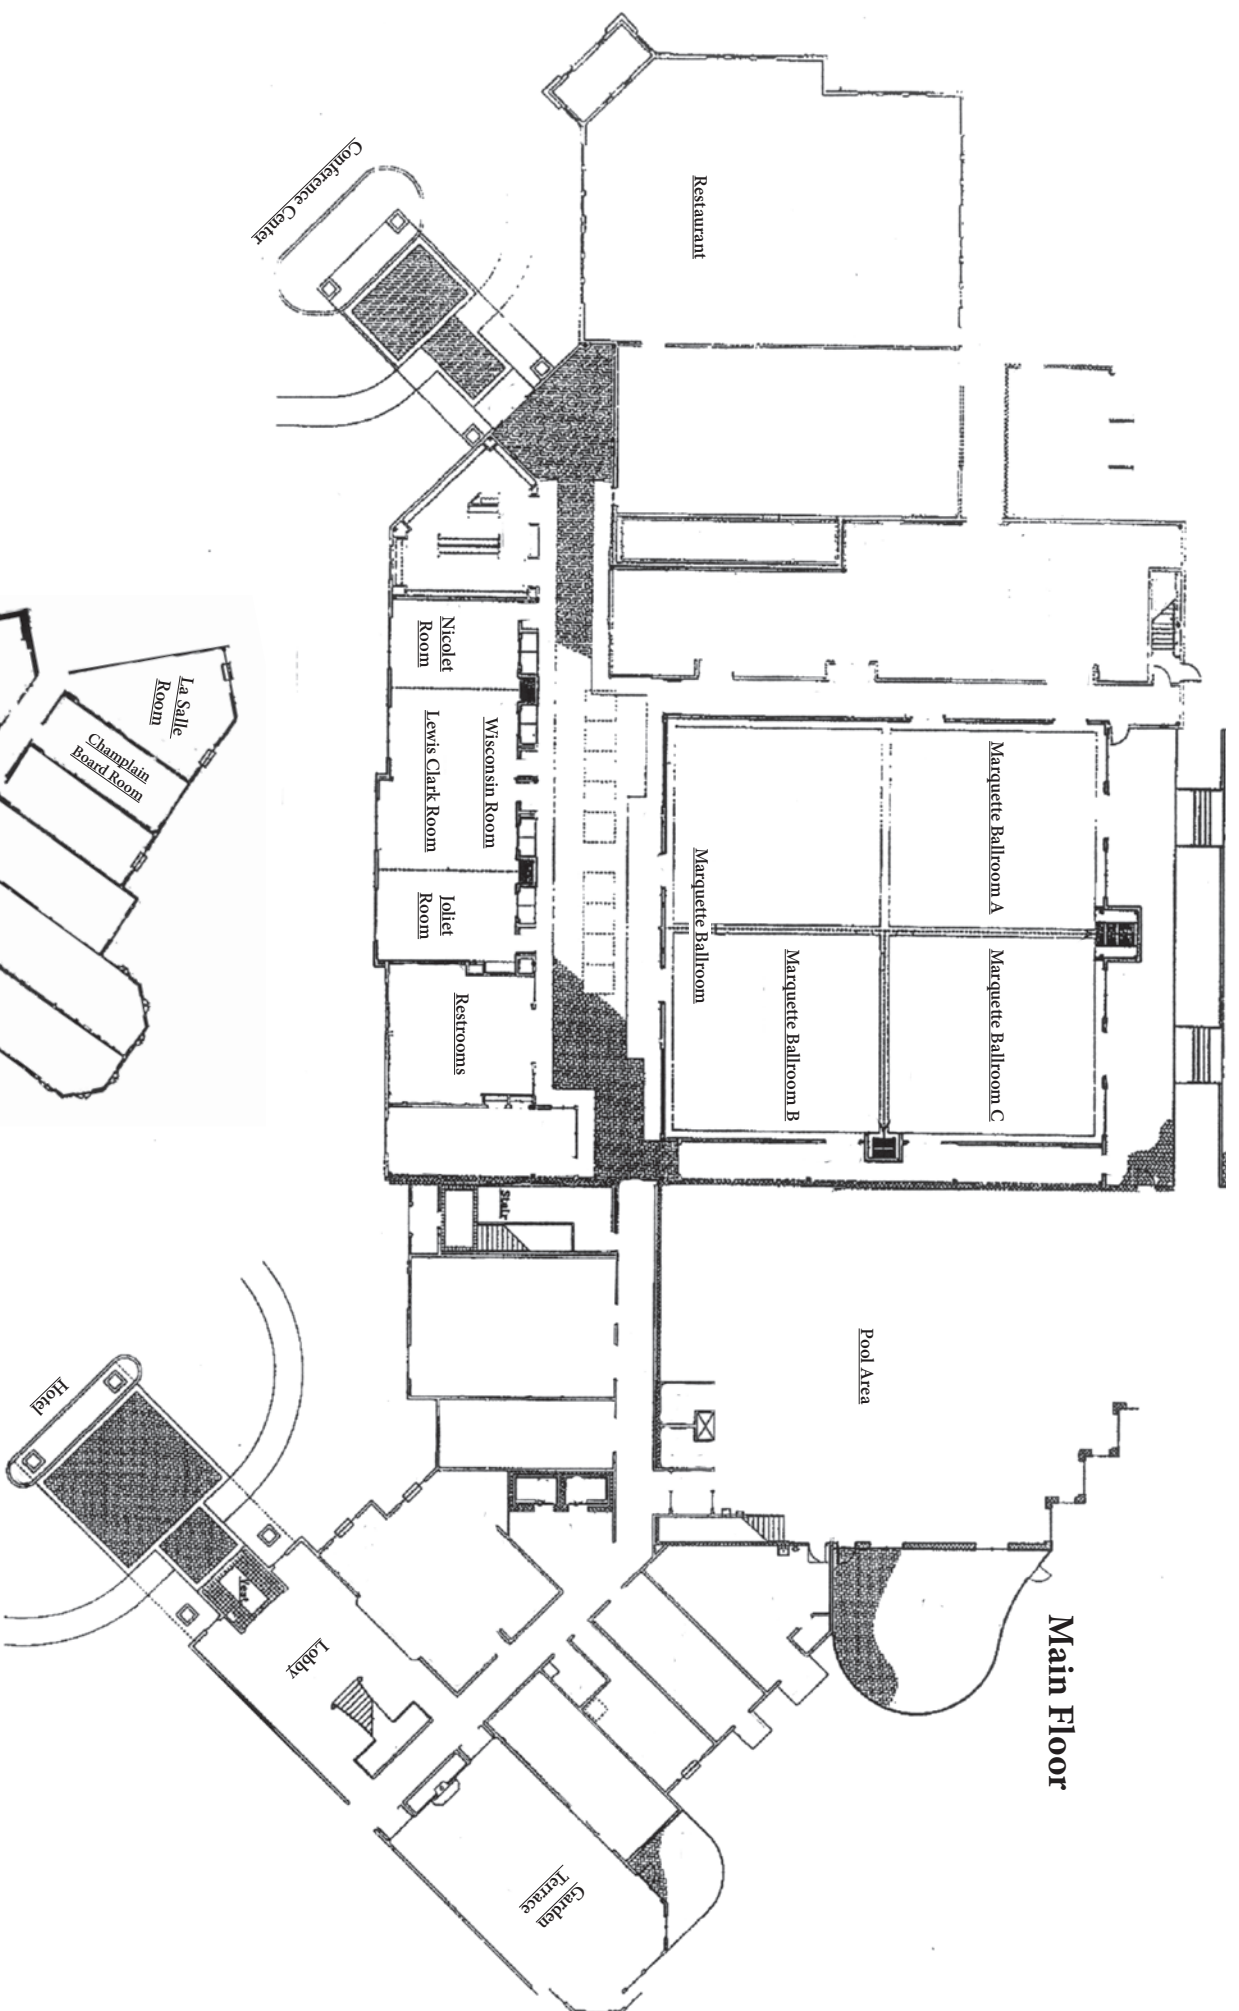 Main Floor
Restaurant
Conference Center
Marquette Ballroom A
Marquette Ballroom C
Marquette Ballroom B
Marquette Ballroom
Nicolet
Room
Wisconsin Room
Lewis Clark Room
Joliet
Room
Restrooms
Stair
Pool Area
La Salle
Room
Champlain
Board Room
Hotel
Lobby
Garden
Terrace